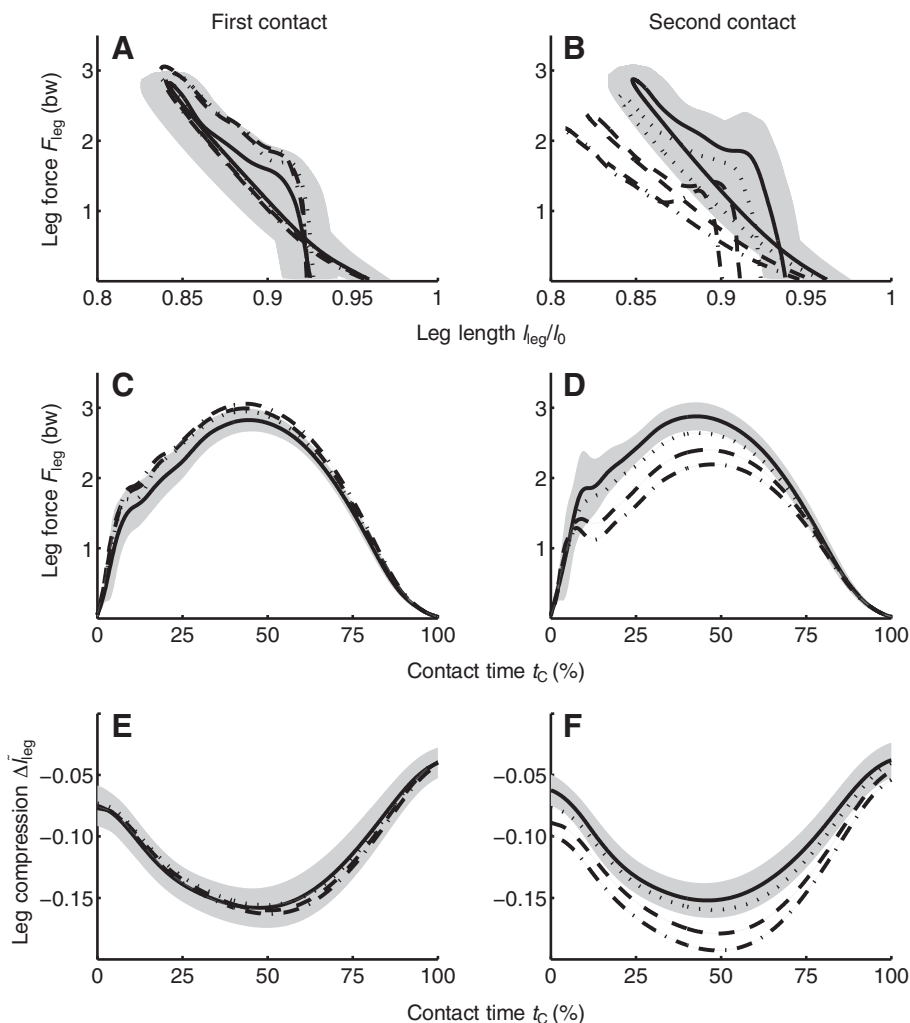 First contact
Second contact
A
B
Leg force F_leg (bw)
3
2
1
3
2
1
0.8 0.85 0.9 0.95 1
0.8 0.85 0.9 0.95 1
Leg length l_leg/l_0
C
D
Leg force F_leg (bw)
3
2
1
3
2
1
0 25 50 75 100
0 25 50 75 100
Contact time t_C (%)
E
F
Leg compression Δl̃_leg
−0.05
−0.10
−0.15
−0.05
−0.10
−0.15
0 25 50 75 100
0 25 50 75 100
Contact time t_C (%)